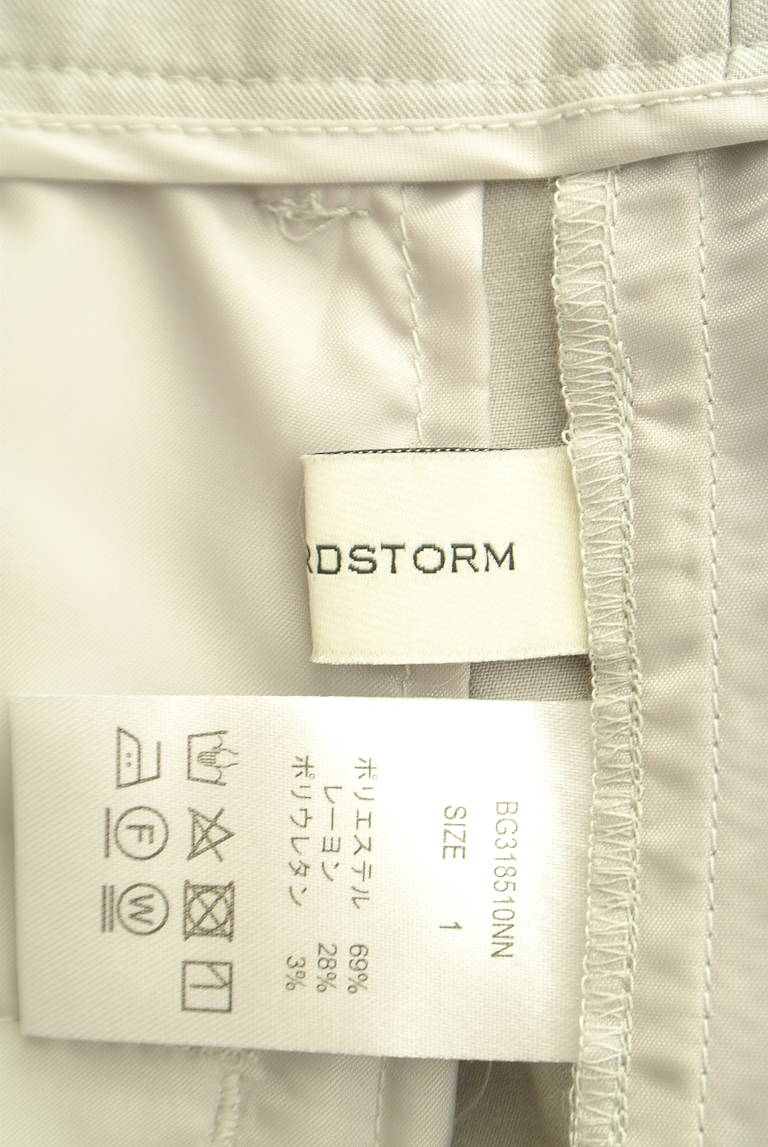 RDSTORM
BG318510NN
SIZE 1
ポリエステル 69%
レーヨン 28%
ポリウレタン 3%
F
W